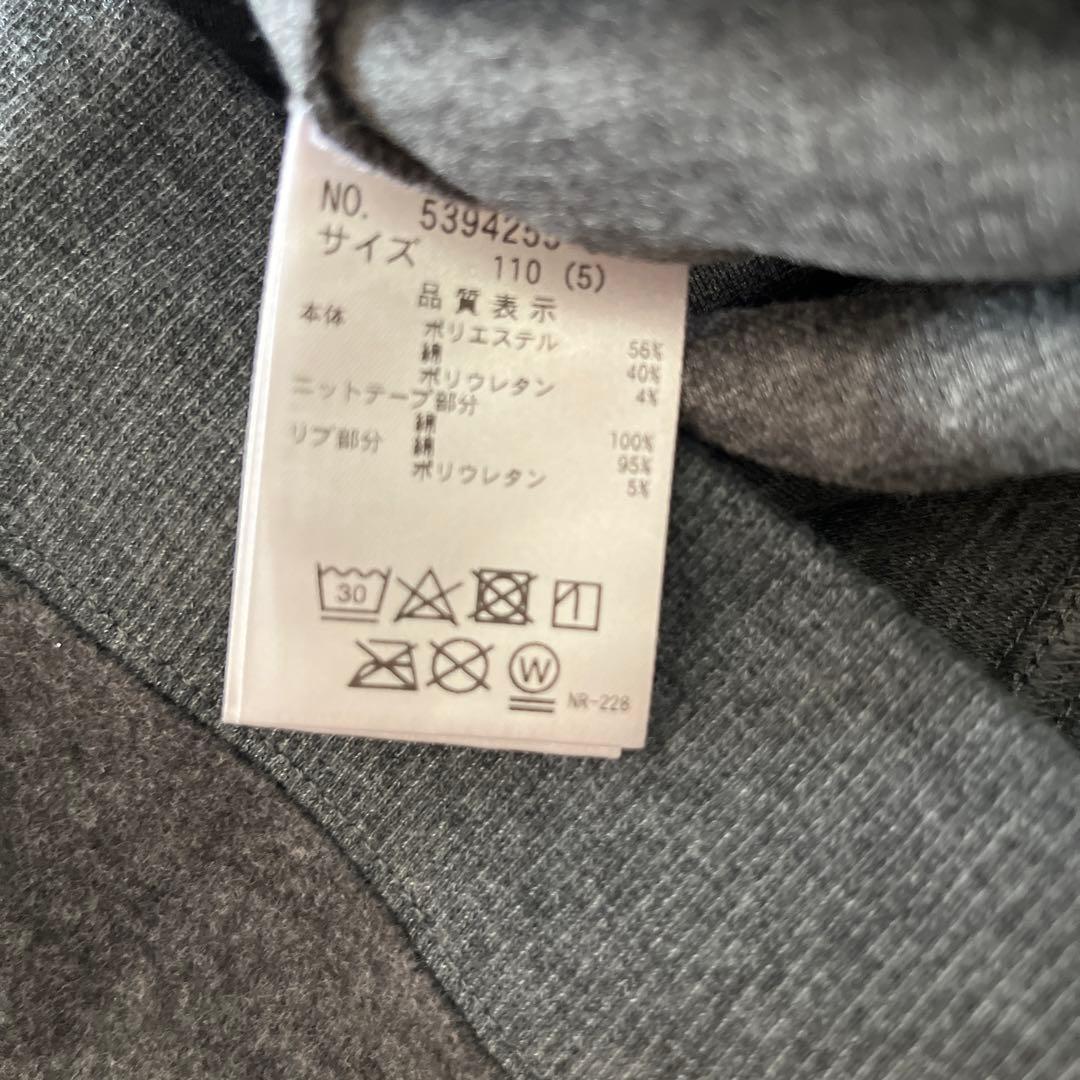 NO. 5394255
サイズ 110 (5)
品質表示
本体 ポリエステル 56%
綿 40%
ポリウレタン 4%
ニットテープ部分
綿 100%
リブ部分 綿 95%
ポリウレタン 5%
30
W NR-228